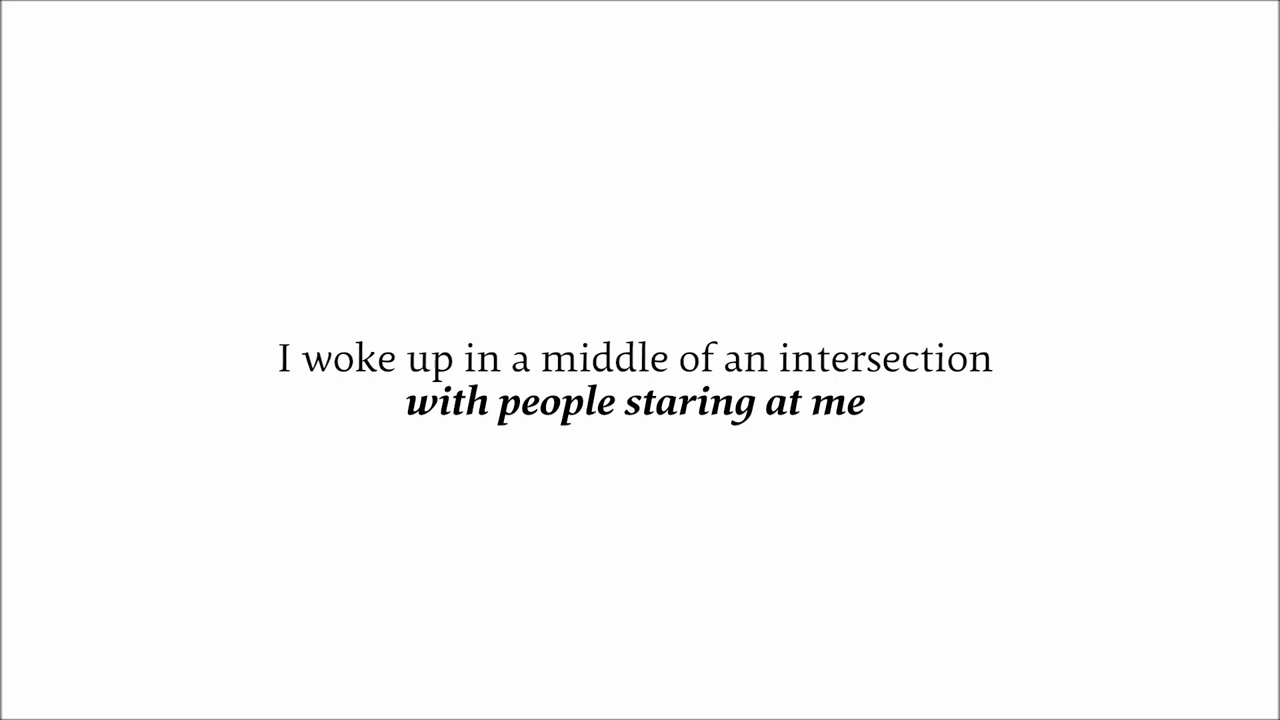 I woke up in a middle of an intersection
with people staring at me